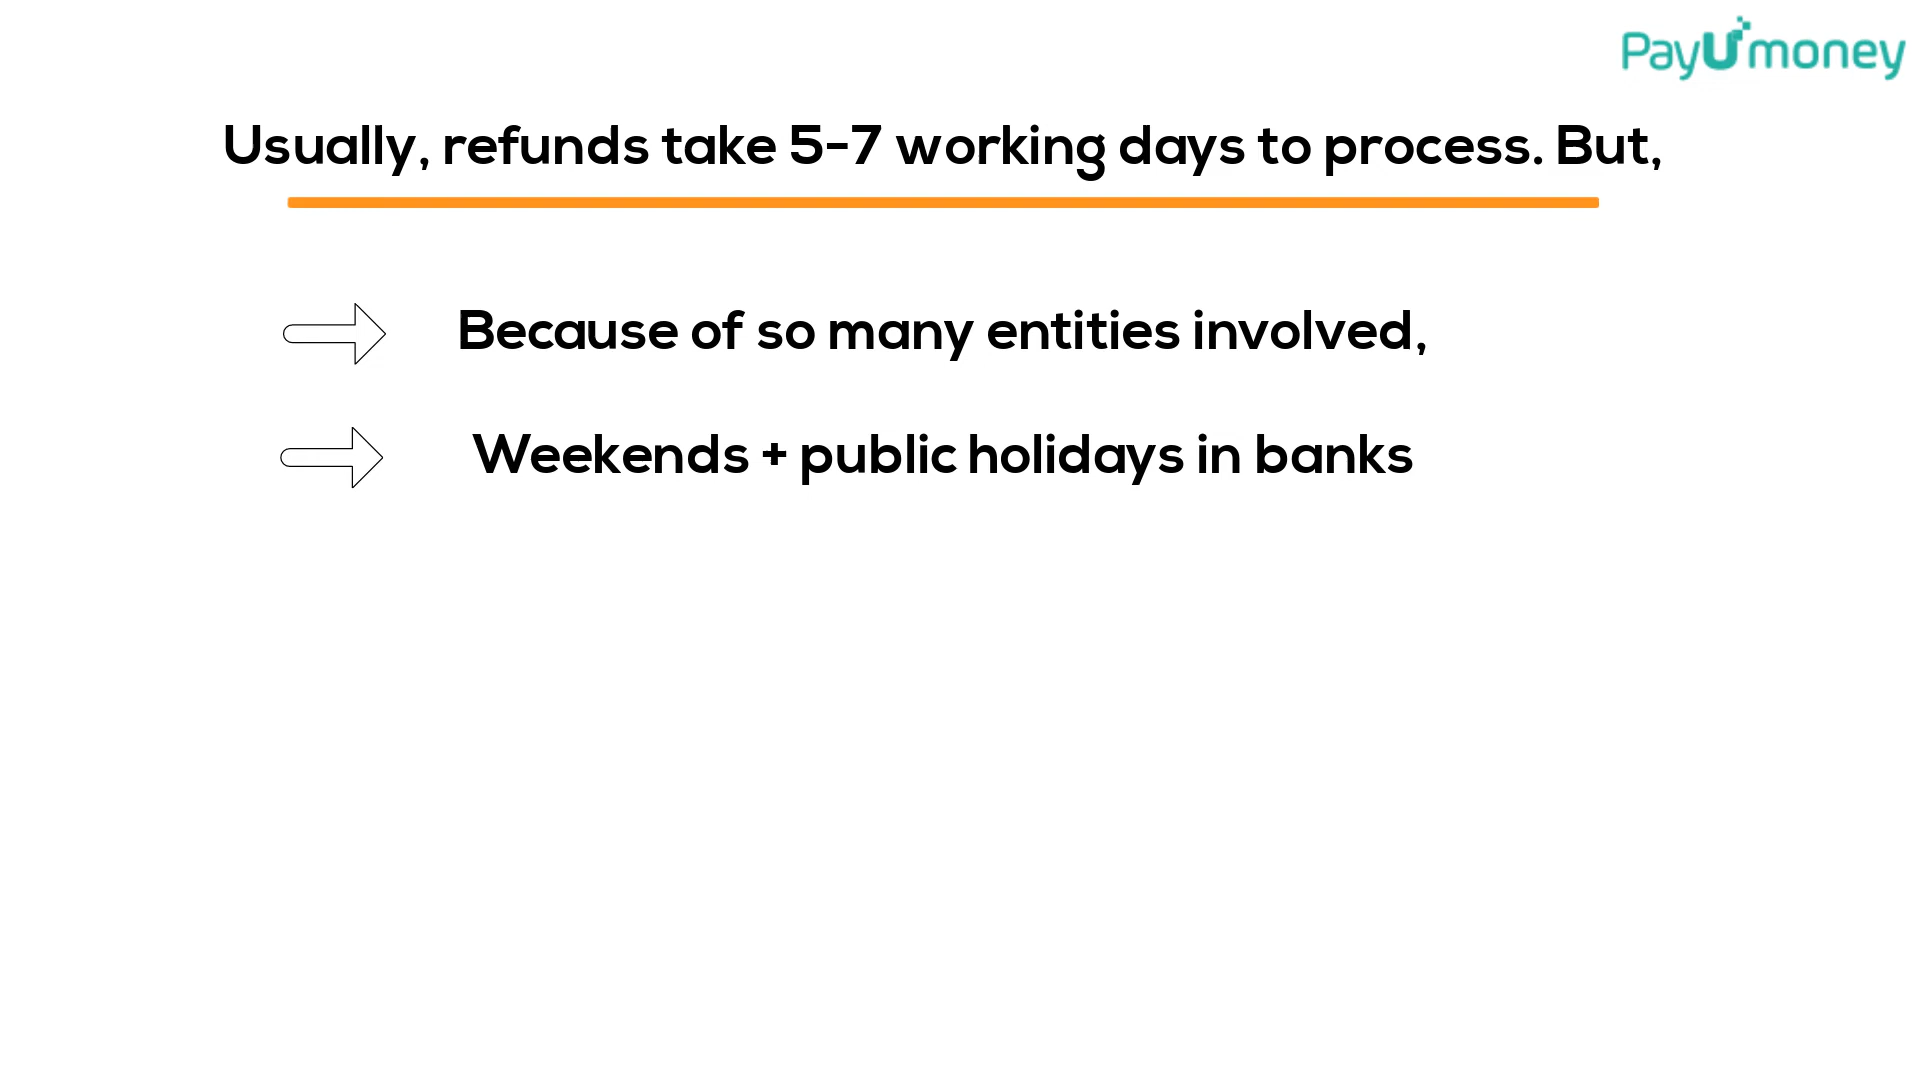 PayUmoney
Usually, refunds take 5-7 working days to process. But,
Because of so many entities involved,
Weekends + public holidays in banks